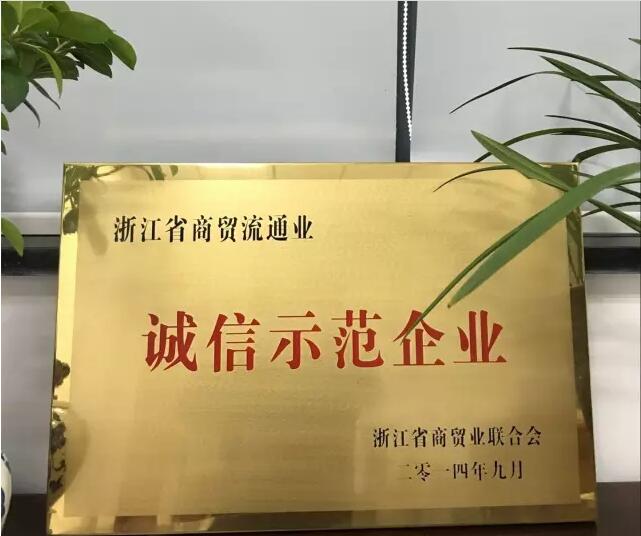 浙江省商贸流通业
诚信示范企业
浙江省商贸业联合会
二零一四年九月